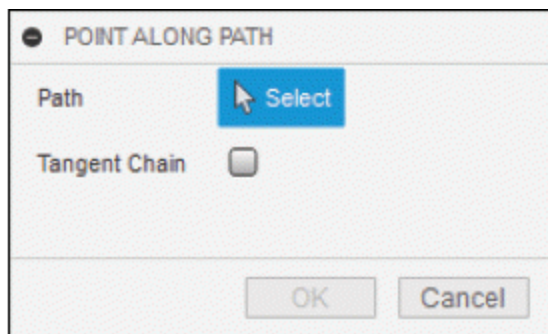 POINT ALONG PATH
Path Select
Tangent Chain
OK Cancel